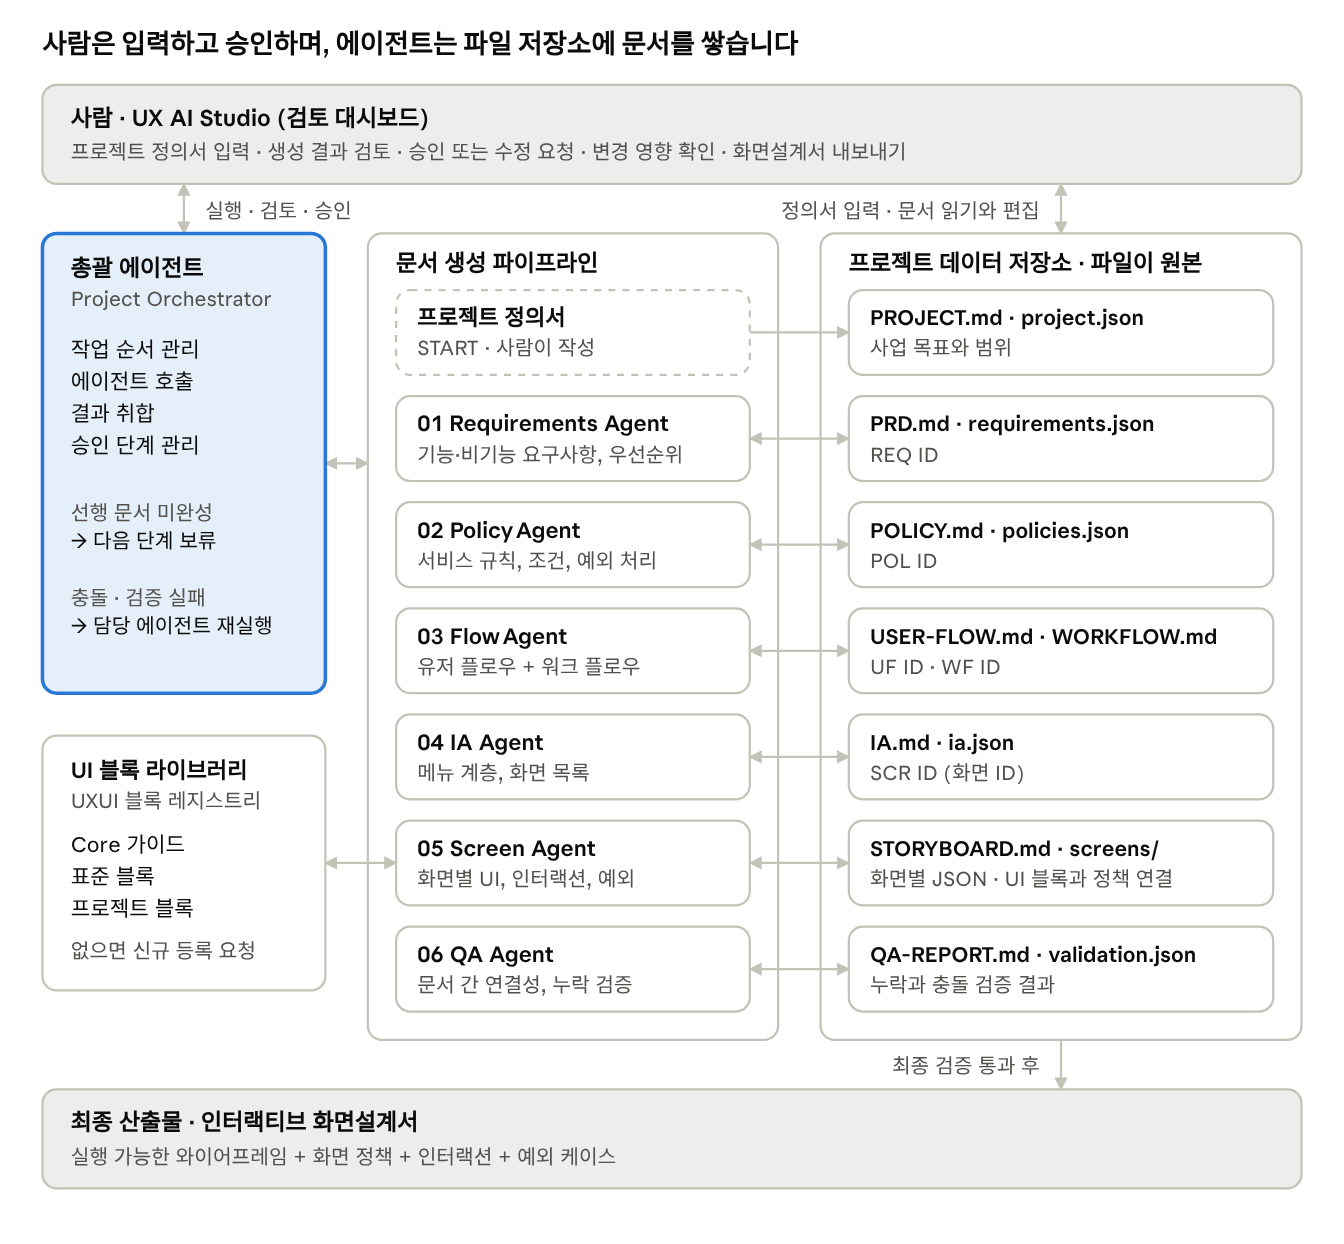 사람은 입력하고 승인하며, 에이전트는 파일 저장소에 문서를 쌓습니다
사람 · UX AI Studio (검토 대시보드)
프로젝트 정의서 입력 · 생성 결과 검토 · 승인 또는 수정 요청 · 변경 영향 확인 · 화면설계서 내보내기
실행 · 검토 · 승인
정의서 입력 · 문서 읽기와 편집
총괄 에이전트
Project Orchestrator
작업 순서 관리
에이전트 호출
결과 취합
승인 단계 관리
선행 문서 미완성
→ 다음 단계 보류
충돌 · 검증 실패
→ 담당 에이전트 재실행
UI 블록 라이브러리
UXUI 블록 레지스트리
Core 가이드
표준 블록
프로젝트 블록
없으면 신규 등록 요청
문서 생성 파이프라인
프로젝트 정의서
START · 사람이 작성
01 Requirements Agent
기능·비기능 요구사항, 우선순위
02 Policy Agent
서비스 규칙, 조건, 예외 처리
03 Flow Agent
유저 플로우 + 워크 플로우
04 IA Agent
메뉴 계층, 화면 목록
05 Screen Agent
화면별 UI, 인터랙션, 예외
06 QA Agent
문서 간 연결성, 누락 검증
프로젝트 데이터 저장소 · 파일이 원본
PROJECT.md · project.json
사업 목표와 범위
PRD.md · requirements.json
REQ ID
POLICY.md · policies.json
POL ID
USER-FLOW.md · WORKFLOW.md
UF ID · WF ID
IA.md · ia.json
SCR ID (화면 ID)
STORYBOARD.md · screens/
화면별 JSON · UI 블록과 정책 연결
QA-REPORT.md · validation.json
누락과 충돌 검증 결과
최종 검증 통과 후
최종 산출물 · 인터랙티브 화면설계서
실행 가능한 와이어프레임 + 화면 정책 + 인터랙션 + 예외 케이스